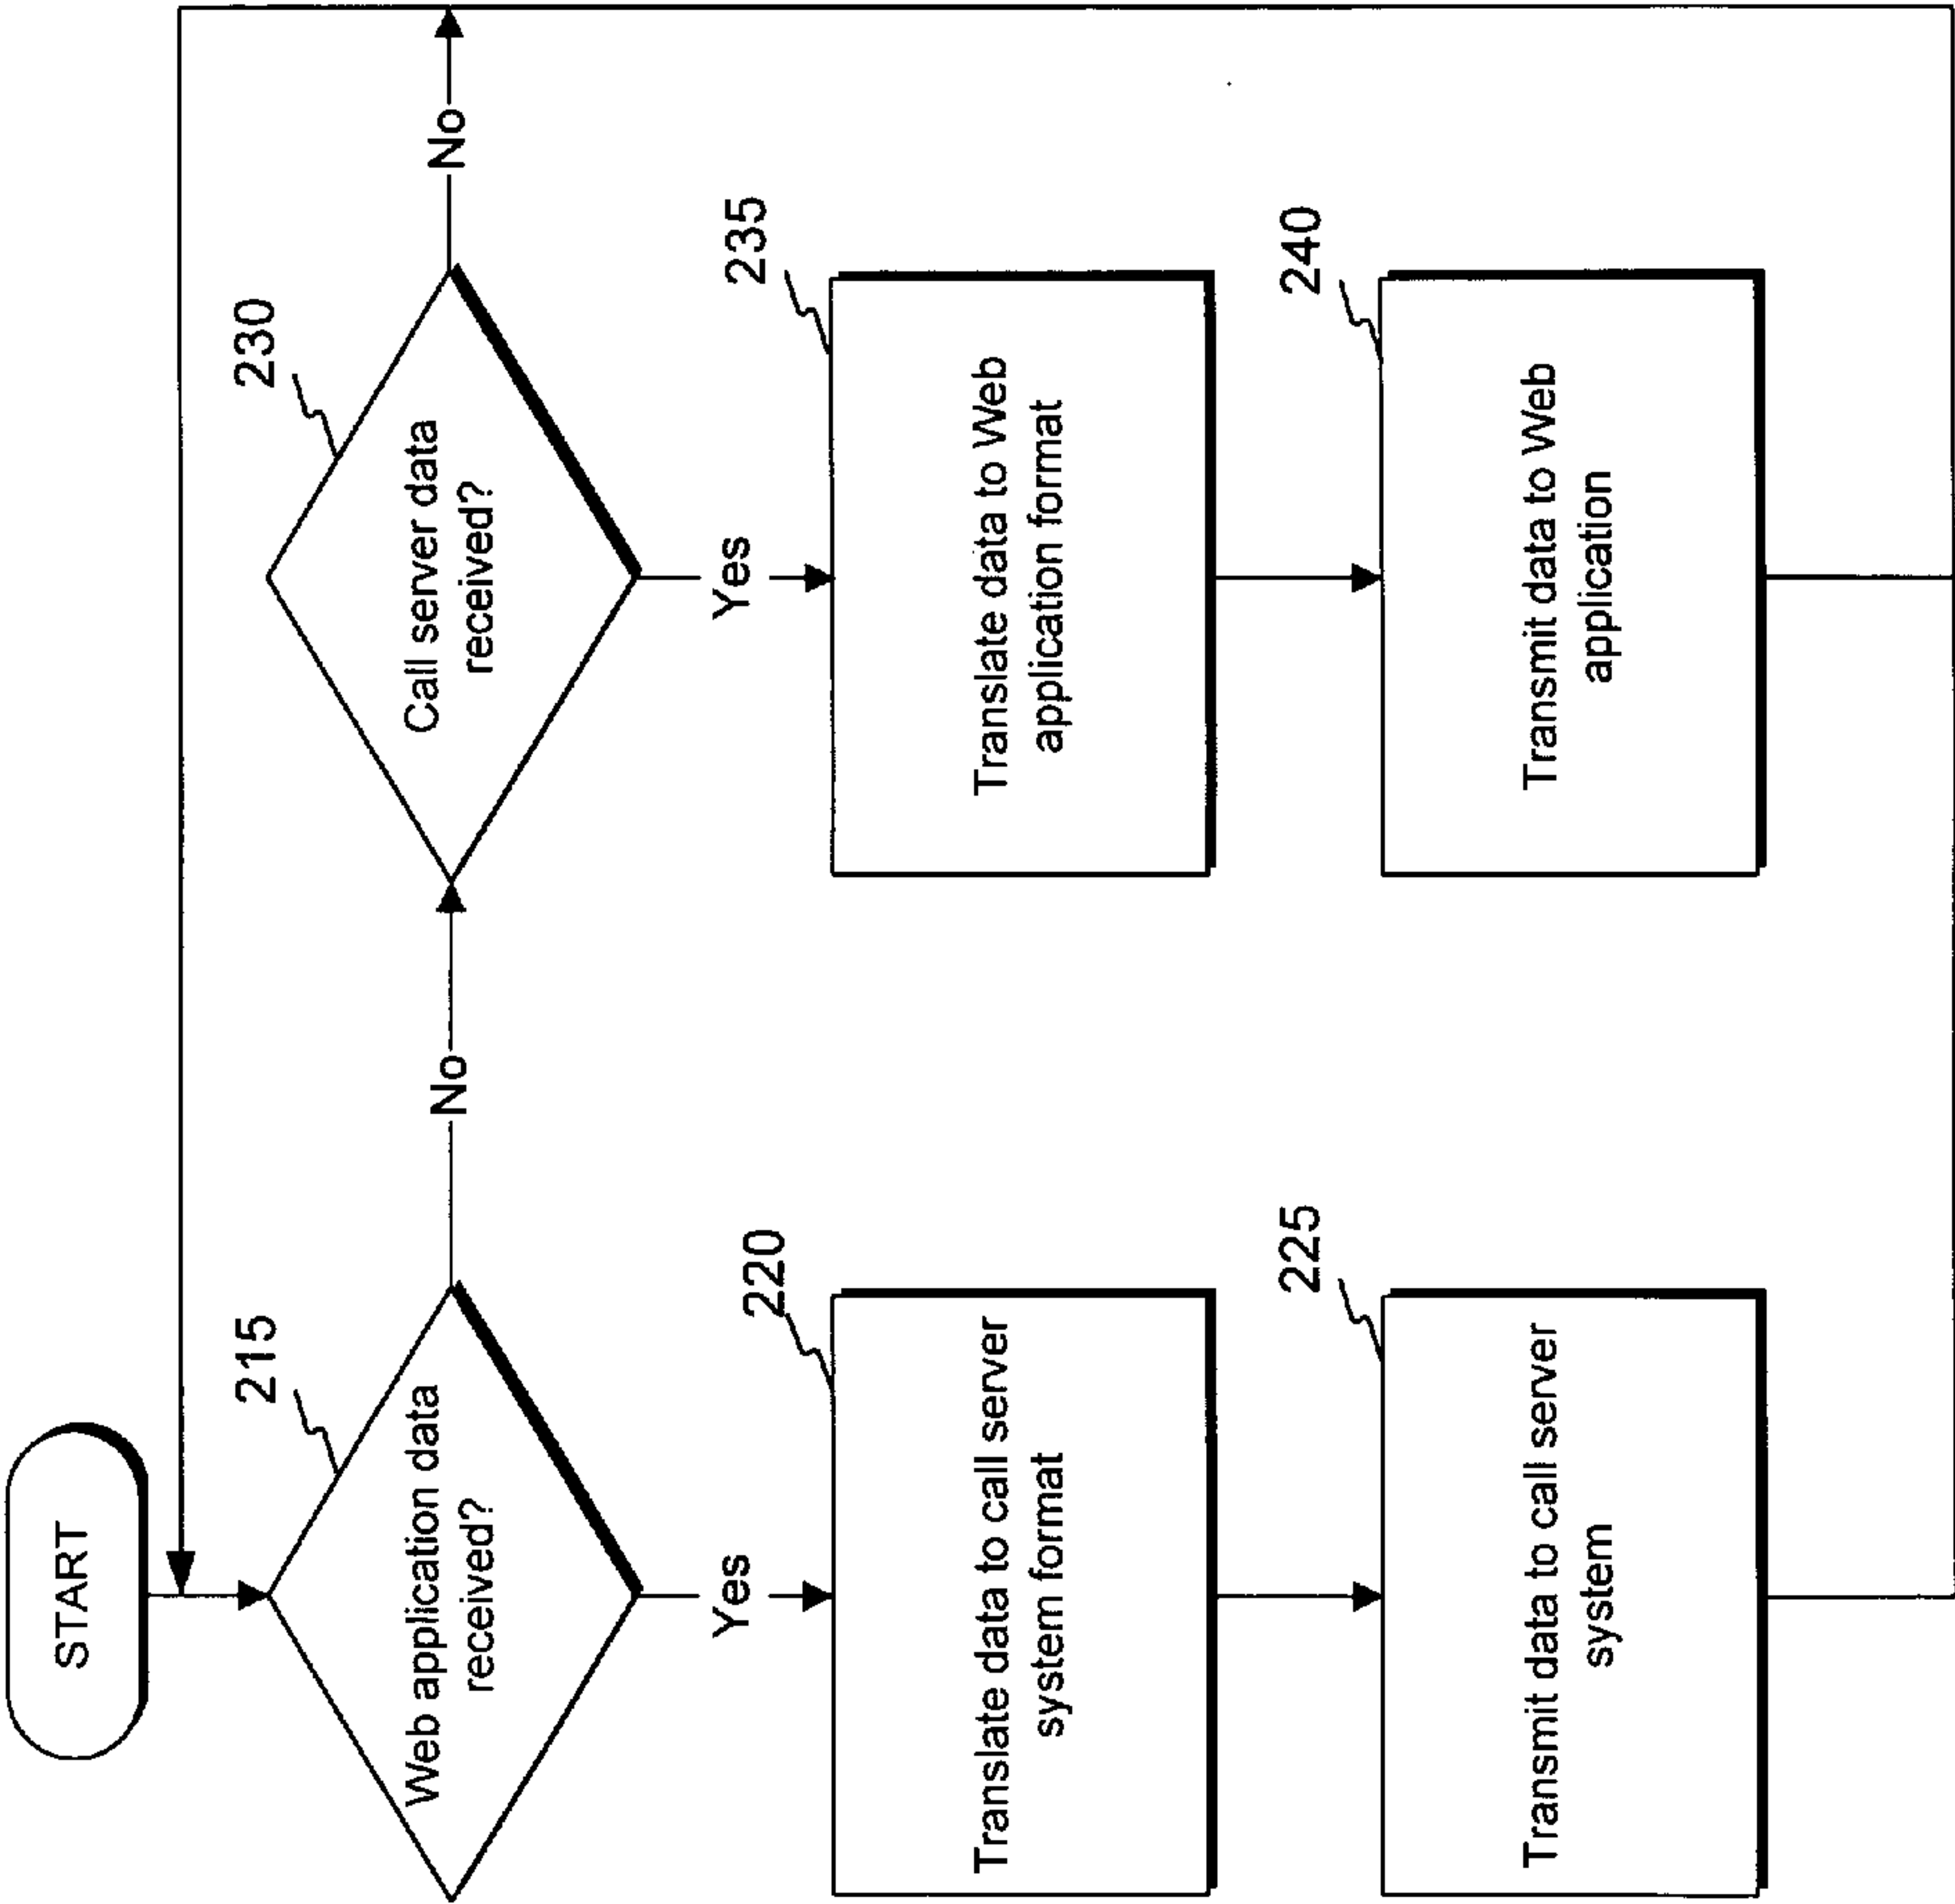 START
215
Web application data
received?
Yes
No
220
Translate data to call server
system format
225
Transmit data to call server
system
230
Call server data
received?
No
Yes
235
Translate data to Web
application format
240
Transmit data to Web
application